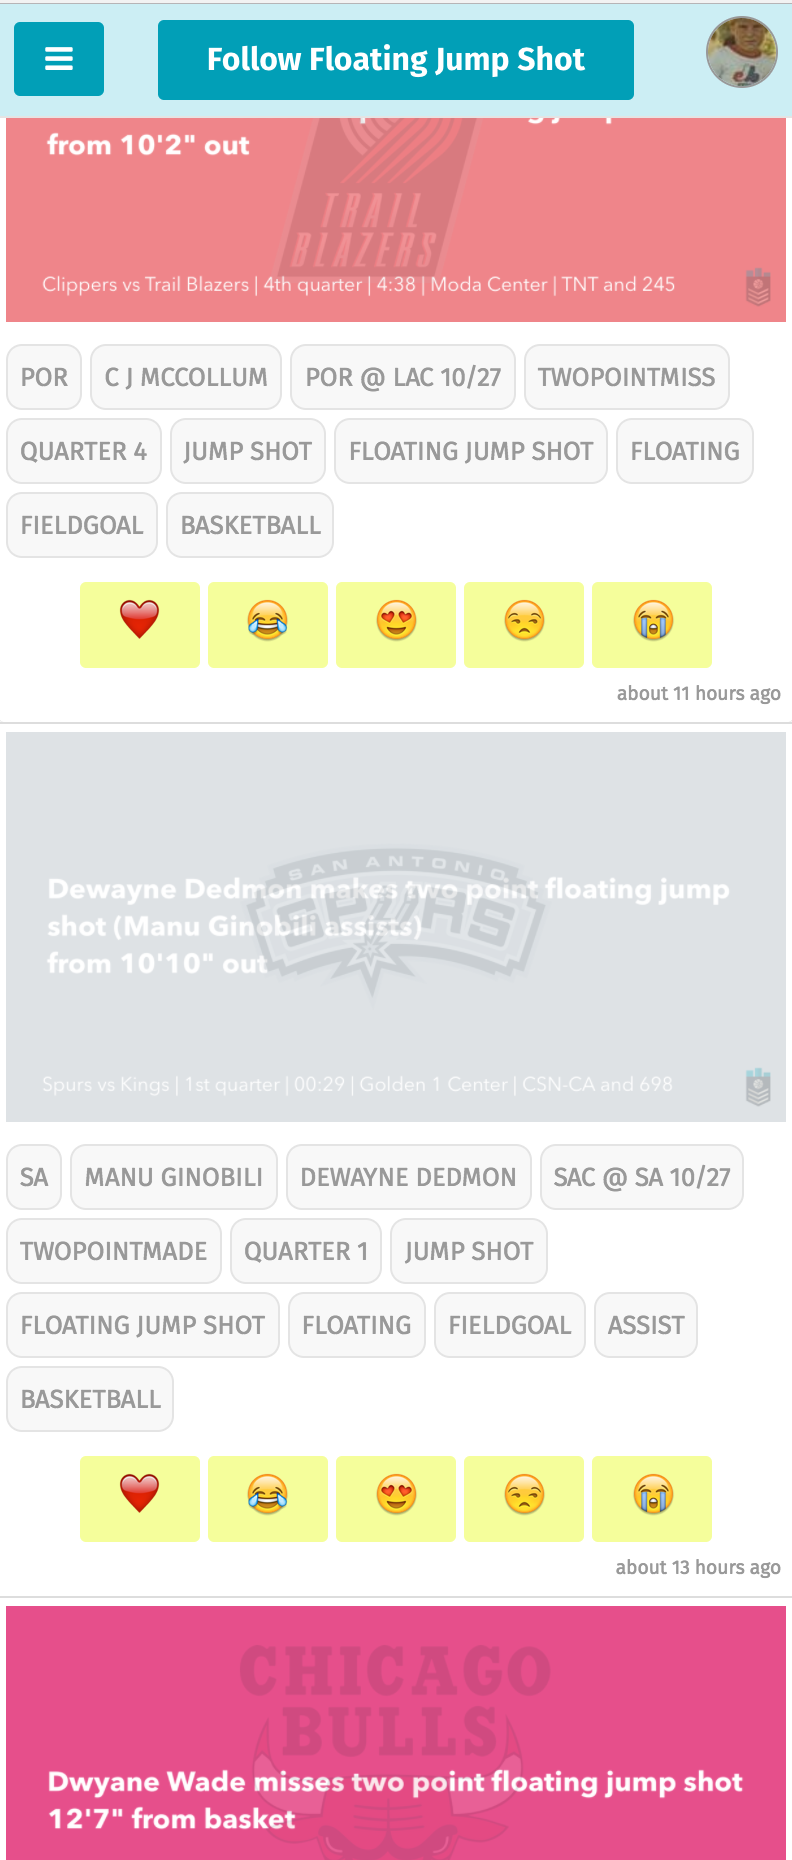 Follow Floating Jump Shot
from 10'2" out
TRAIL
BLAZERS
Clippers vs Trail Blazers | 4th quarter | 4:38 | Moda Center | TNT and 245
POR C J MCCOLLUM POR @ LAC 10/27 TWOPOINTMISS
QUARTER 4 JUMP SHOT FLOATING JUMP SHOT FLOATING
FIELDGOAL BASKETBALL
about 11 hours ago
SAN ANTONIO
SPURS
Dewayne Dedmon makes two point floating jump
shot (Manu Ginobili assists)
from 10'10" out
Spurs vs Kings | 1st quarter | 00:29 | Golden 1 Center | CSN-CA and 698
SA MANU GINOBILI DEWAYNE DEDMON SAC @ SA 10/27
TWOPOINTMADE QUARTER 1 JUMP SHOT
FLOATING JUMP SHOT FLOATING FIELDGOAL ASSIST
BASKETBALL
about 13 hours ago
CHICAGO
BULLS
Dwyane Wade misses two point floating jump shot
12'7" from basket